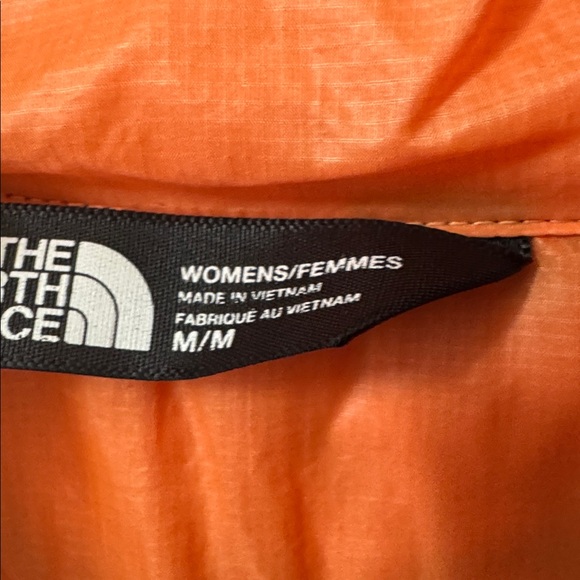 THE
RTH
CE
WOMENS/FEMMES
MADE IN VIETNAM
FABRIQUÉ AU VIETNAM
M/M